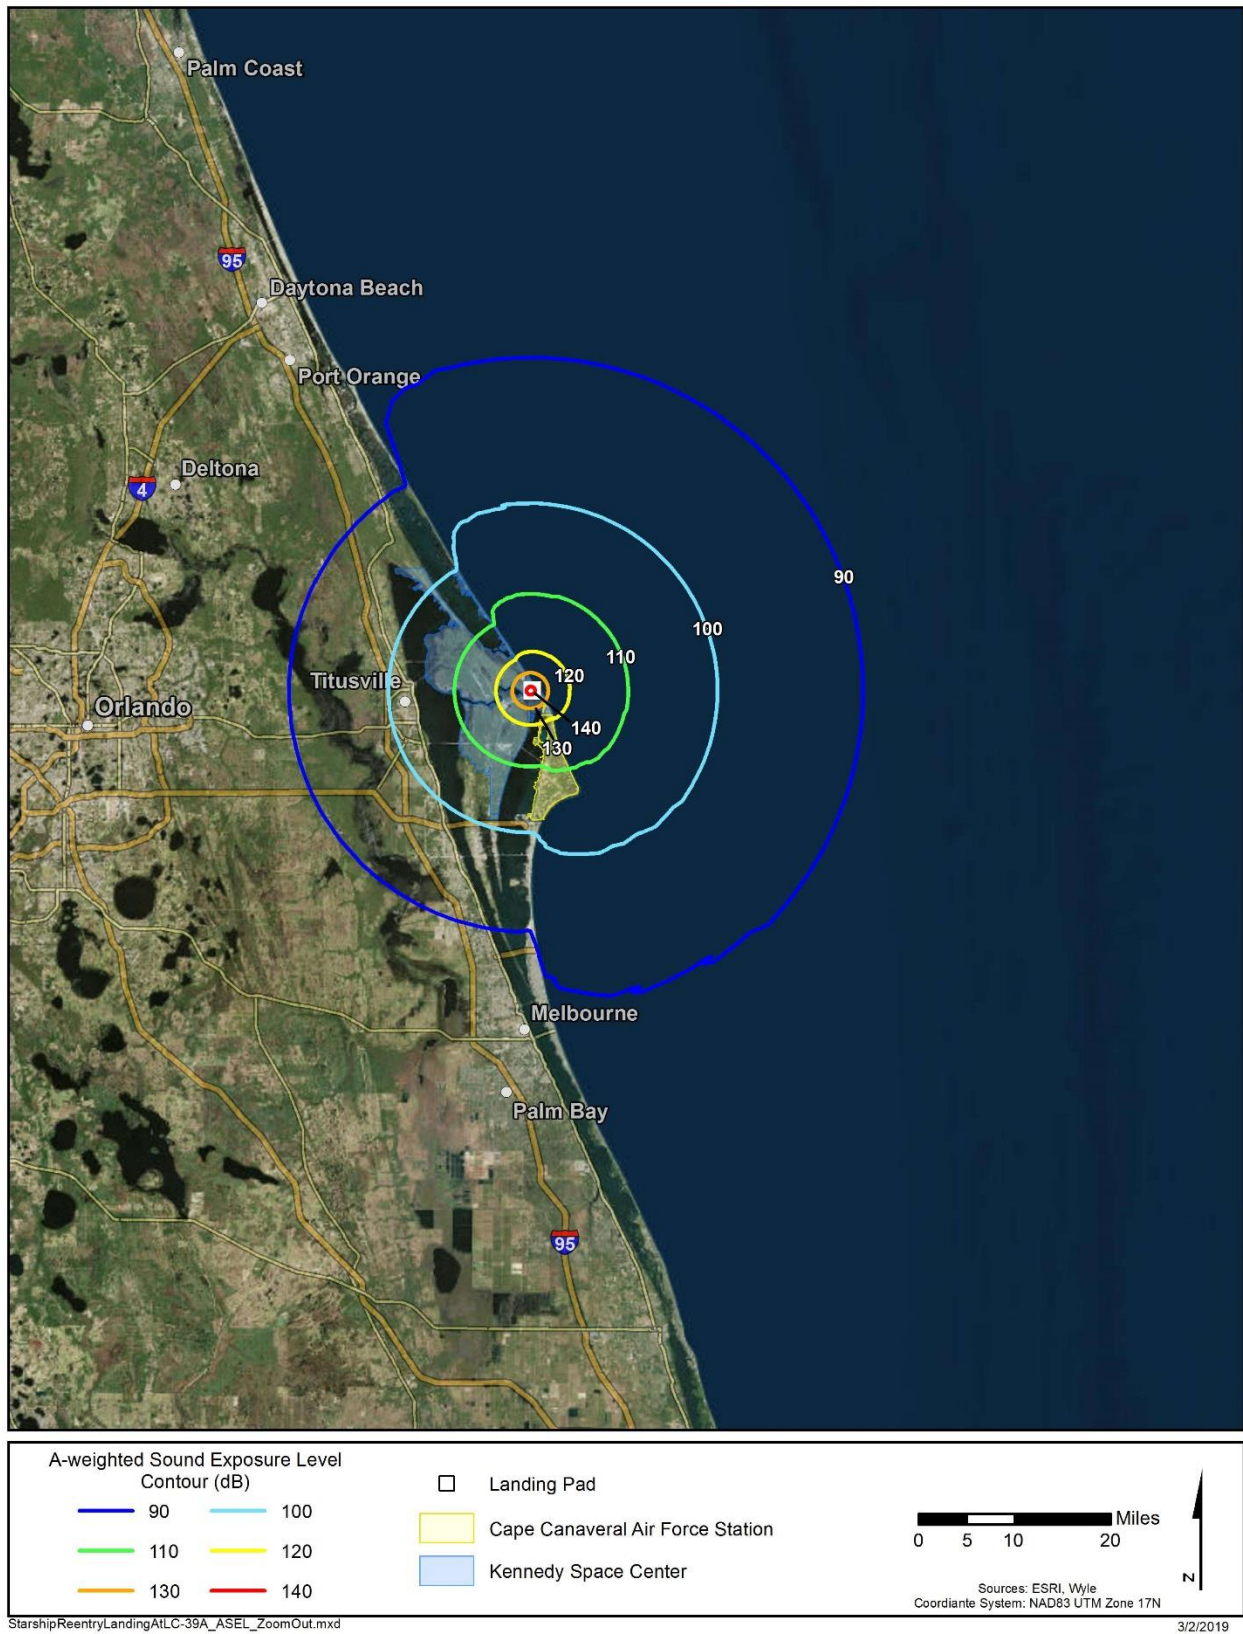 Palm Coast
95
Daytona Beach
Port Orange
Deltona
4
90
100
110
Titusville
120
Orlando
140
130
Melbourne
Palm Bay
95
A-weighted Sound Exposure Level
Contour (dB)
90 100
110 120
130 140
Landing Pad
Cape Canaveral Air Force Station
Kennedy Space Center
Miles
0 5 10 20
N
Sources: ESRI, Wyle
Coordiante System: NAD83 UTM Zone 17N
StarshipReentryLandingAtLC-39A_ASEL_ZoomOut.mxd
3/2/2019